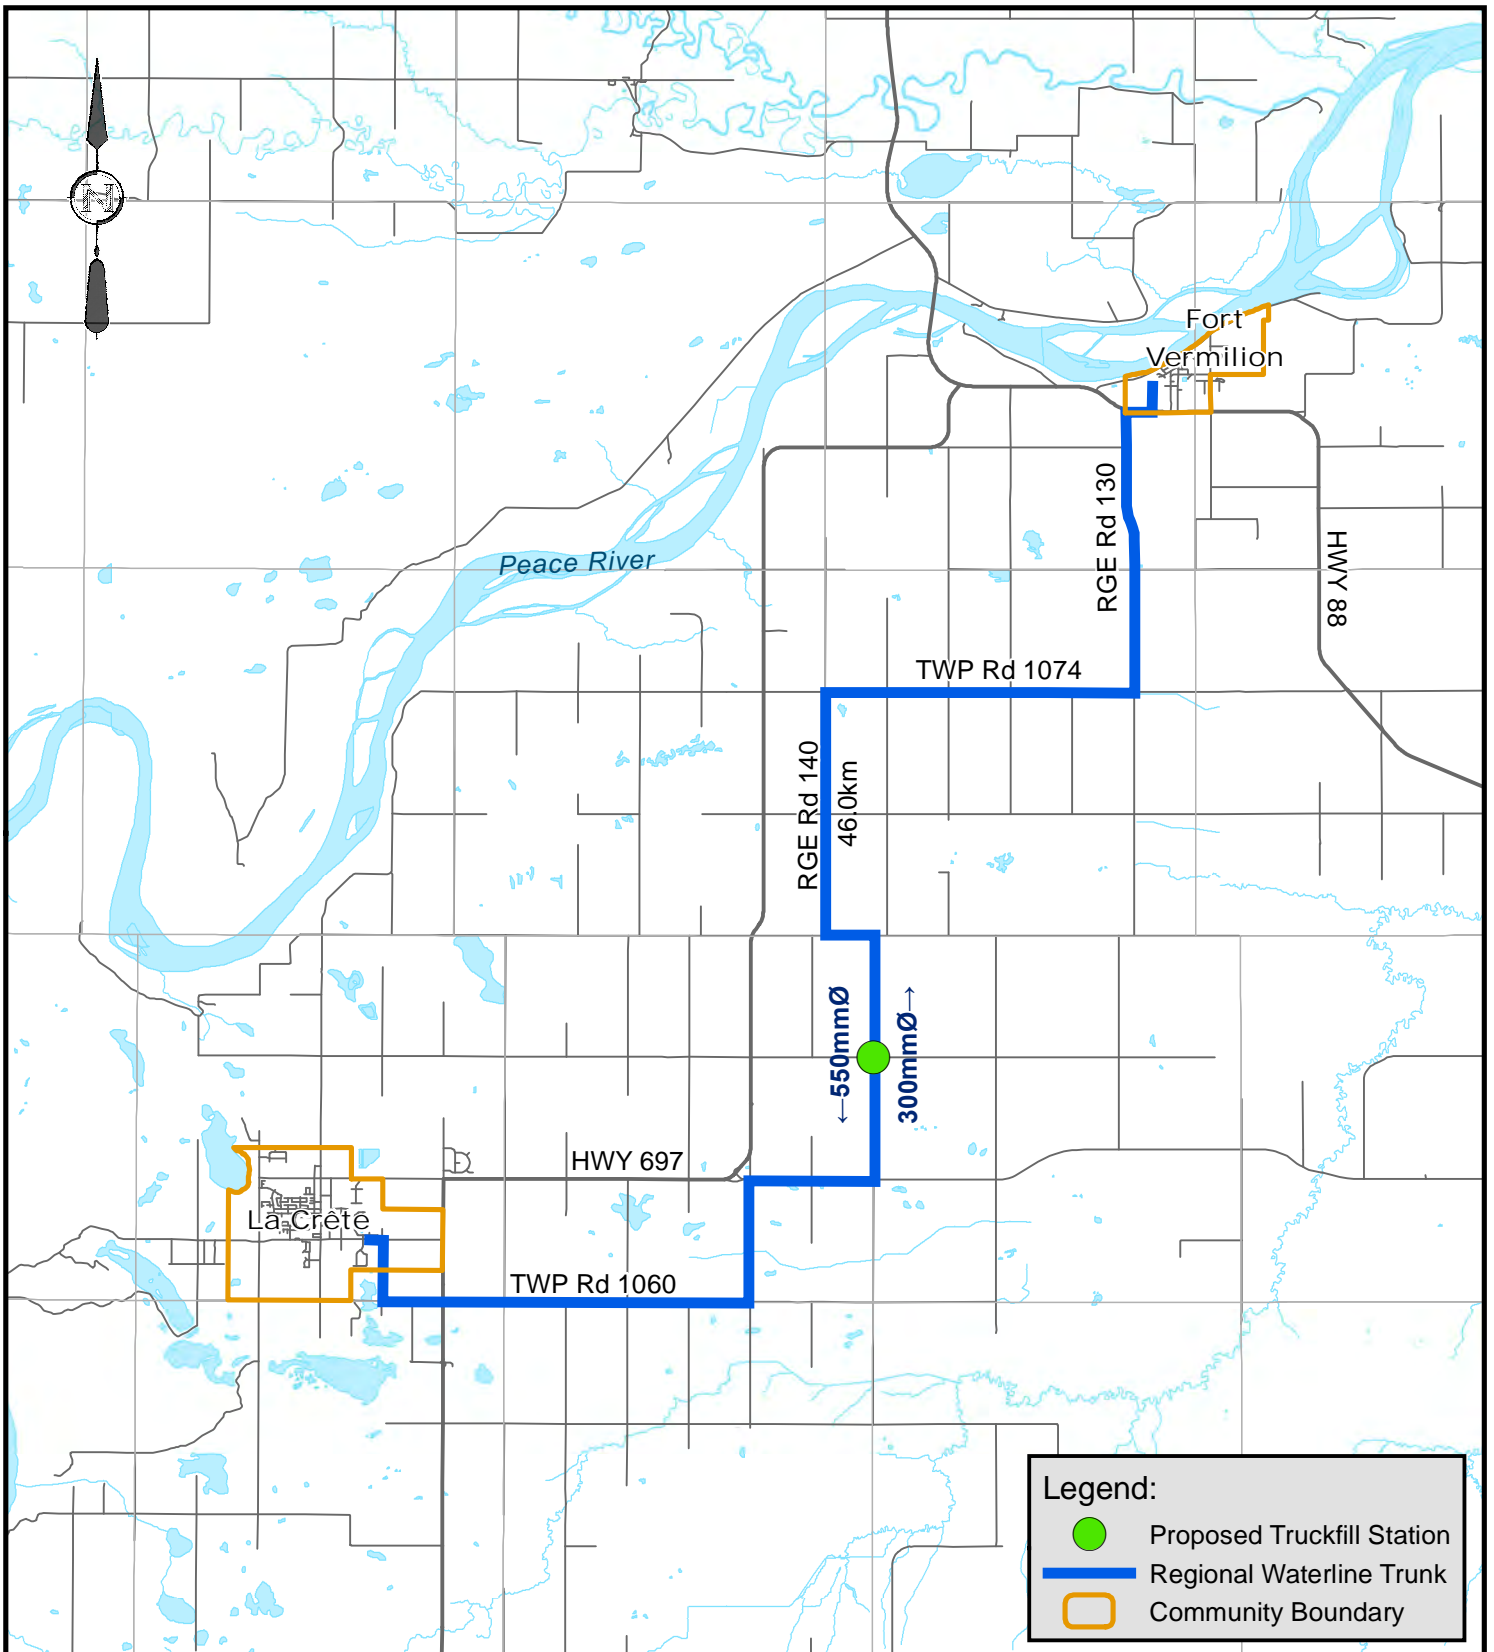 N
Fort
Vermilion
RGE Rd 130
HWY 88
Peace River
TWP Rd 1074
RGE Rd 140
46.0km
←550mmØ
300mmØ→
HWY 697
La Crête
TWP Rd 1060
Legend:
Proposed Truckfill Station
Regional Waterline Trunk
Community Boundary